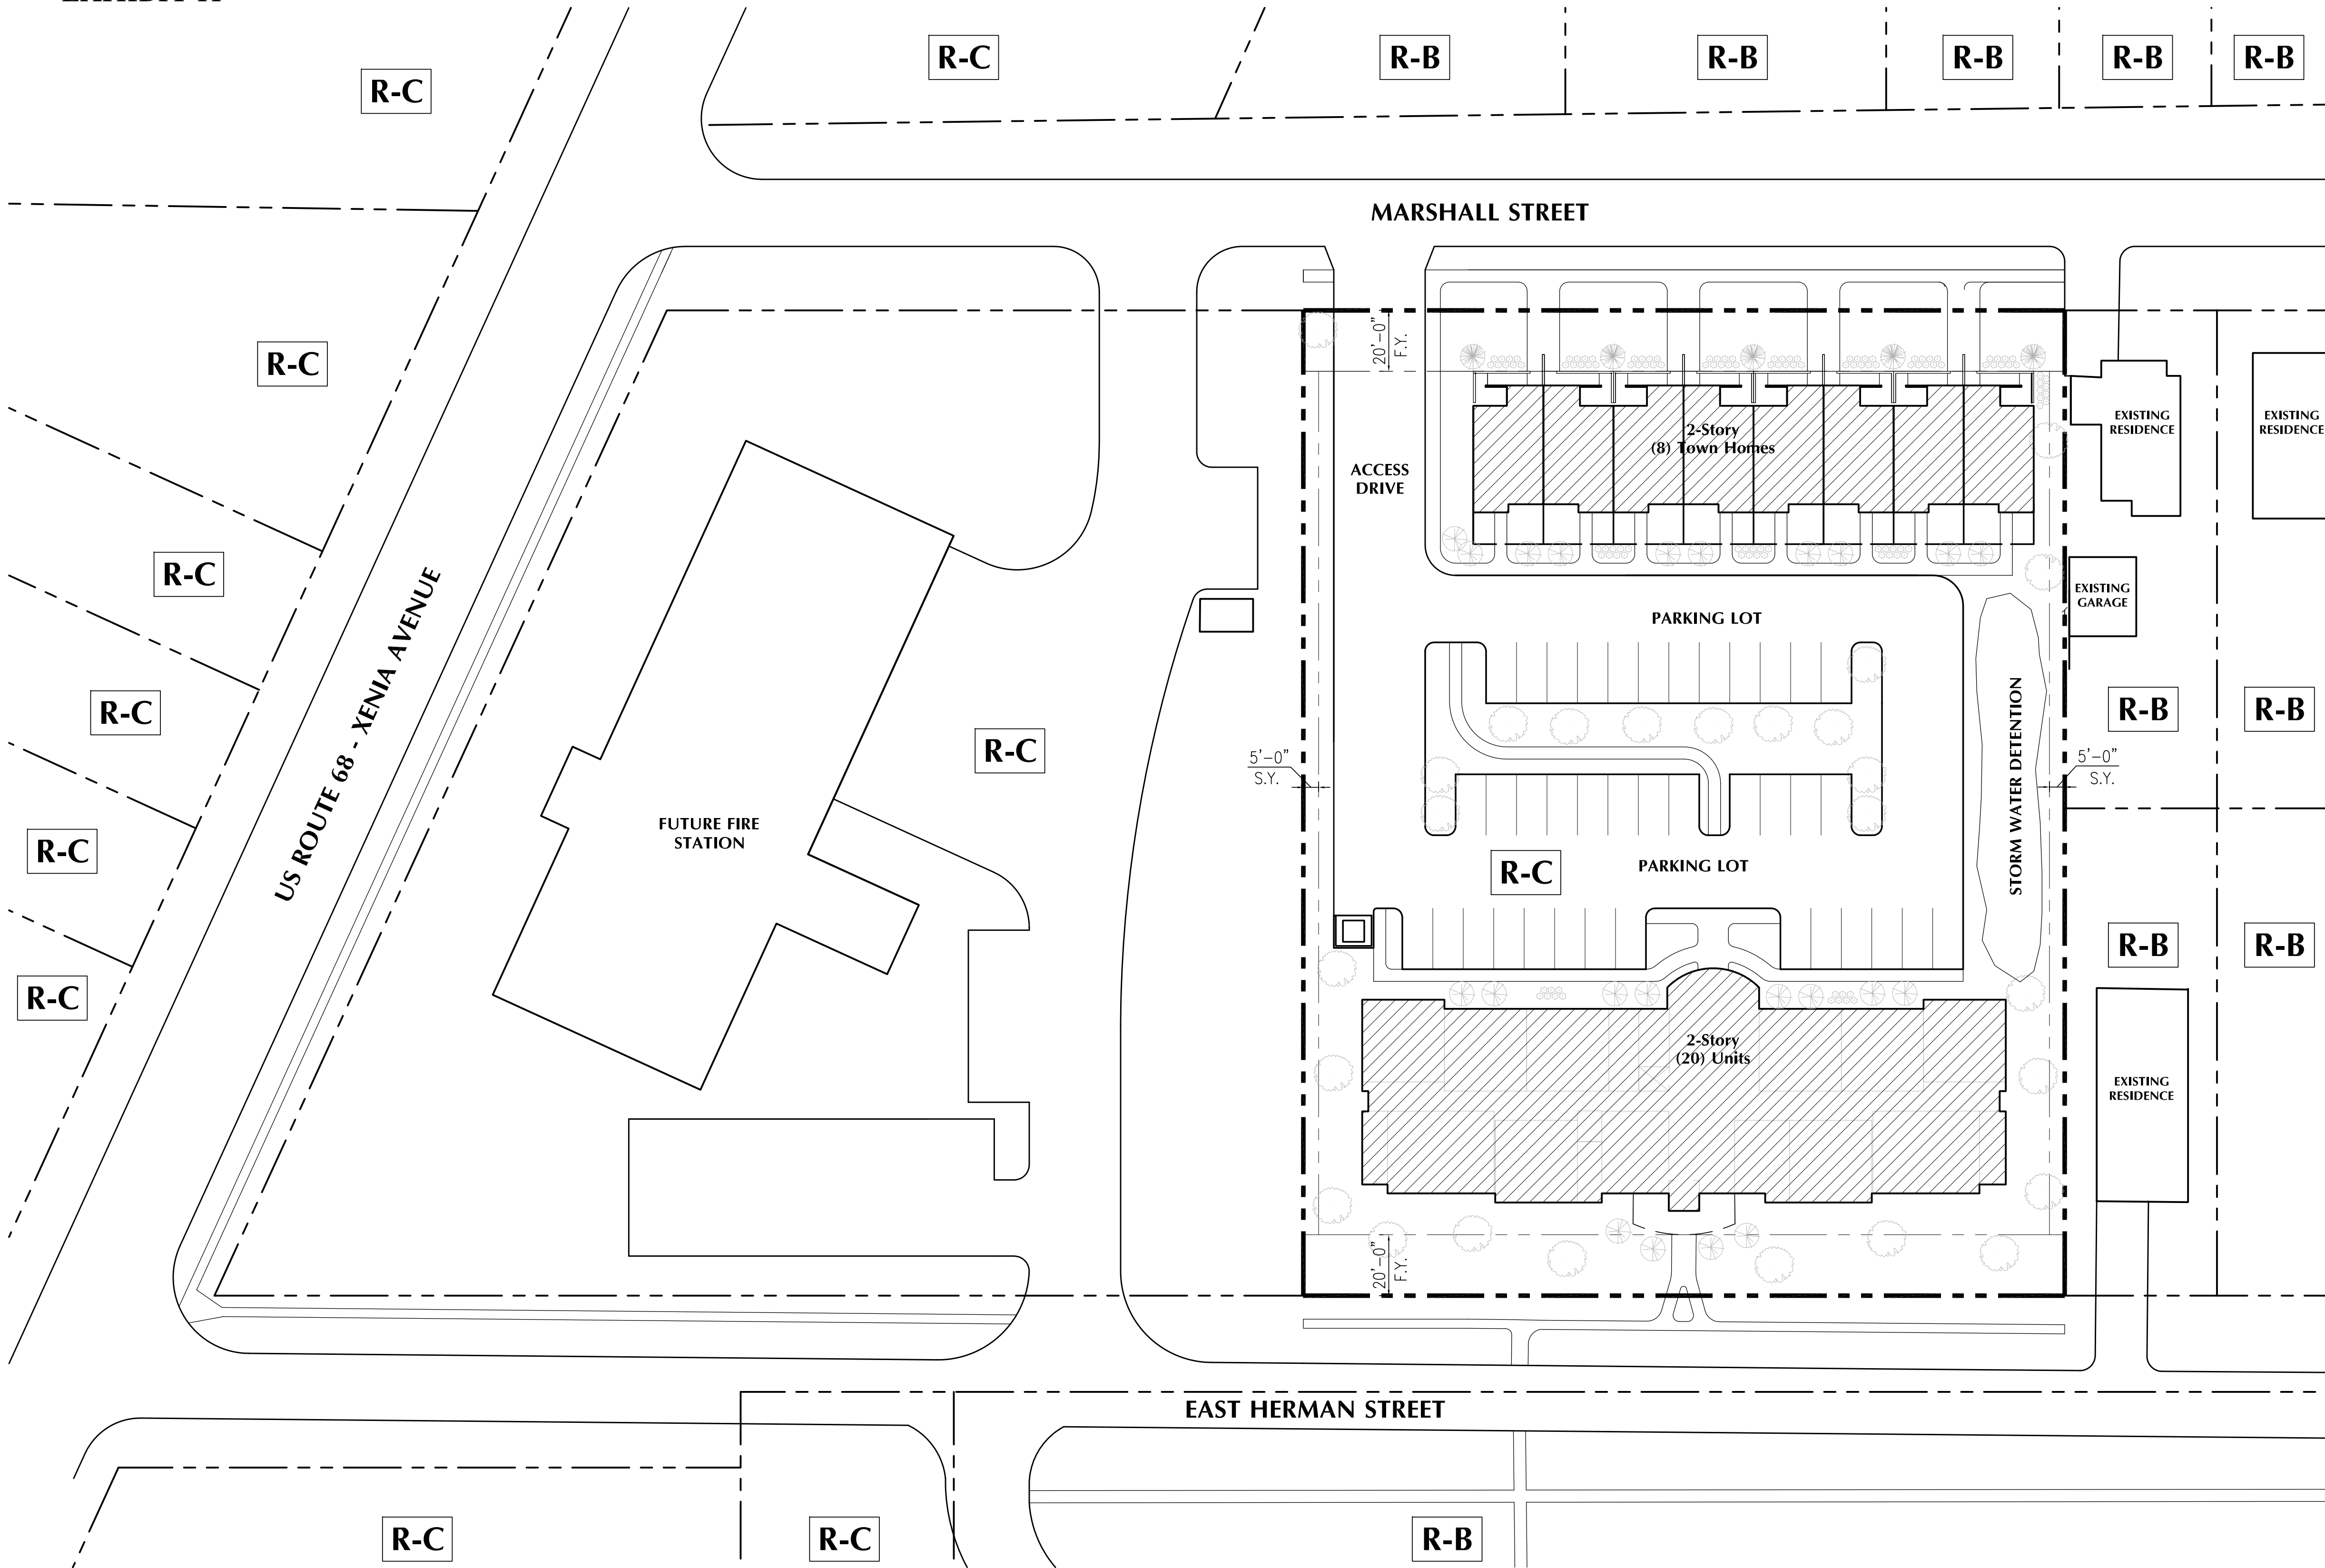 R-C
R-C
R-B
R-B
R-B
R-B
R-B
MARSHALL STREET
R-C
20'-0"
F.Y.
EXISTING
RESIDENCE
EXISTING
RESIDENCE
2-Story
(8) Town Homes
ACCESS
DRIVE
R-C
EXISTING
GARAGE
PARKING LOT
US ROUTE 68 - XENIA AVENUE
R-C
R-C
R-B
R-B
5'-0"
S.Y.
5'-0"
S.Y.
STORM WATER DETENTION
FUTURE FIRE
STATION
R-C
PARKING LOT
R-C
R-B
R-B
R-C
2-Story
(20) Units
EXISTING
RESIDENCE
20'-0"
F.Y.
EAST HERMAN STREET
R-C
R-C
R-B